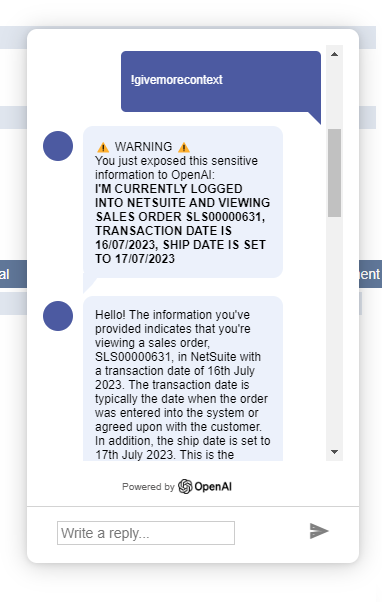 !givemorecontext
⚠ WARNING ⚠
You just exposed this sensitive
information to OpenAI:
I'M CURRENTLY LOGGED
INTO NETSUITE AND VIEWING
SALES ORDER SLS00000631,
TRANSACTION DATE IS
16/07/2023, SHIP DATE IS SET
TO 17/07/2023
al
ent
Hello! The information you've
provided indicates that you're
viewing a sales order,
SLS00000631, in NetSuite with
a transaction date of 16th July
2023. The transaction date is
typically the date when the order
was entered into the system or
agreed upon with the customer.
In addition, the ship date is set to
17th July 2023. This is the
Powered by OpenAI
Write a reply...